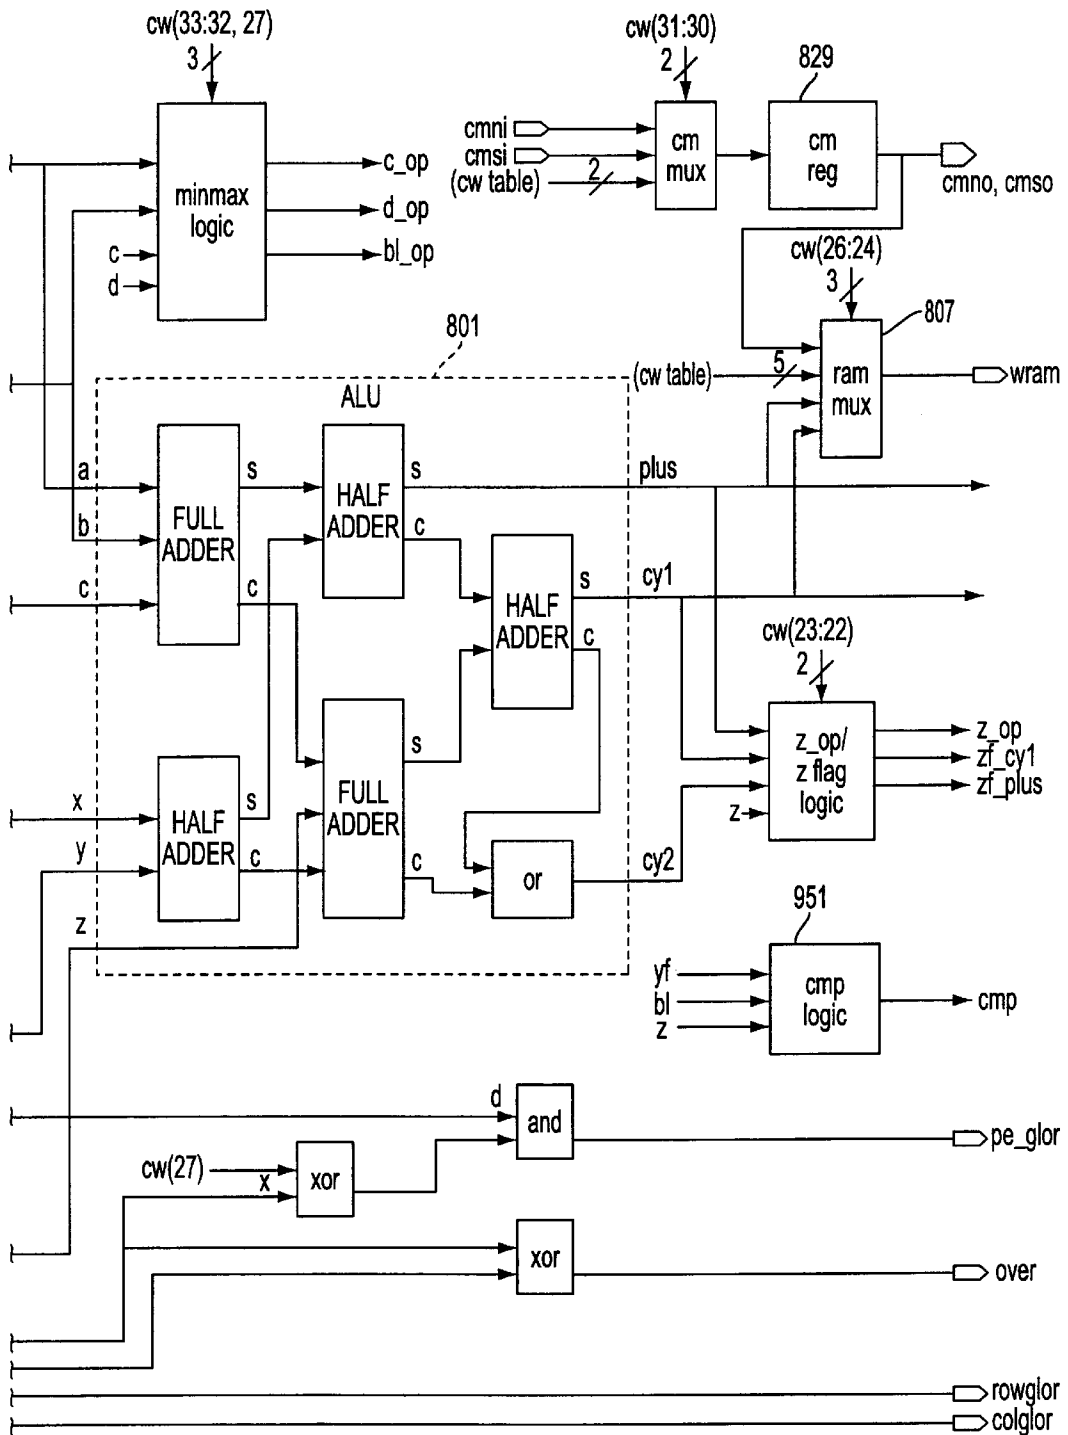 cw(33:32, 27)
3
minmax
logic
c
d
c_op
d_op
bl_op
cw(31:30)
2
829
cmni
cmsi
(cw table)
2
cm
mux
cm
reg
cmno, cmso
cw(26:24)
3
807
(cw table)
5
ram
mux
wram
801
ALU
a
b
c
FULL
ADDER
s
c
HALF
ADDER
s
c
plus
HALF
ADDER
s
c
cy1
x
y
z
HALF
ADDER
s
c
FULL
ADDER
s
c
or
cy2
cw(23:22)
2
z_op/
z flag
logic
z
z_op
zf_cy1
zf_plus
951
yf
bl
z
cmp
logic
cmp
d
and
pe_glor
cw(27)
x
xor
xor
over
rowglor
colglor